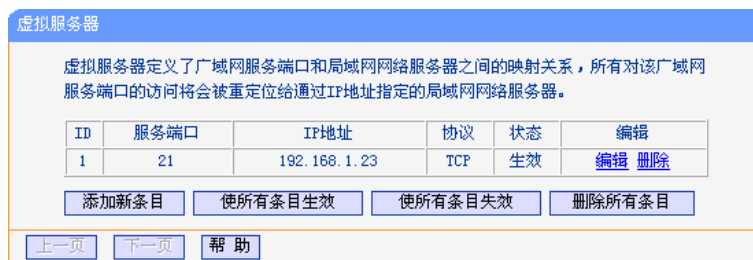 虚拟服务器
虚拟服务器定义了广域网服务端口和局域网网络服务器之间的映射关系，所有对该广域网
服务端口的访问将会被重定位给通过IP地址指定的局域网网络服务器。
ID 服务端口 IP地址 协议 状态 编辑
1 21 192.168.1.23 TCP 生效 编辑 删除
添加新条目 使所有条目生效 使所有条目失效 删除所有条目
上一页 下一页 帮 助